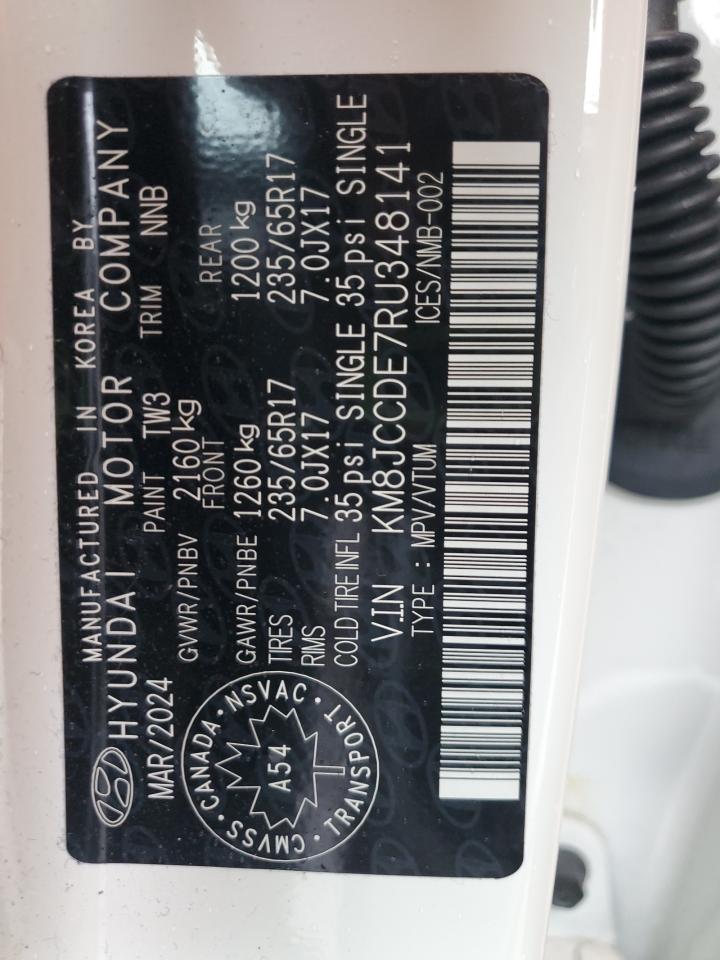 MANUFACTURED IN KOREA BY
HYUNDAI MOTOR COMPANY
MAR/2024 PAINT TW3 TRIM NNB
GVWR/PNBV 2160 kg
FRONT REAR
GAWR/PNBE 1260 kg 1200 kg
TIRES 235/65R17 235/65R17
RIMS 7.0JX17 7.0JX17
COLD TIRE INFL 35 psi SINGLE 35 psi SINGLE
V.I.N KM8JCCDE7RU348141
TYPE : MPV/VTUM ICES/NMB-002
CMVSS · CANADA · NSVAC · TRANSPORT ·
A54